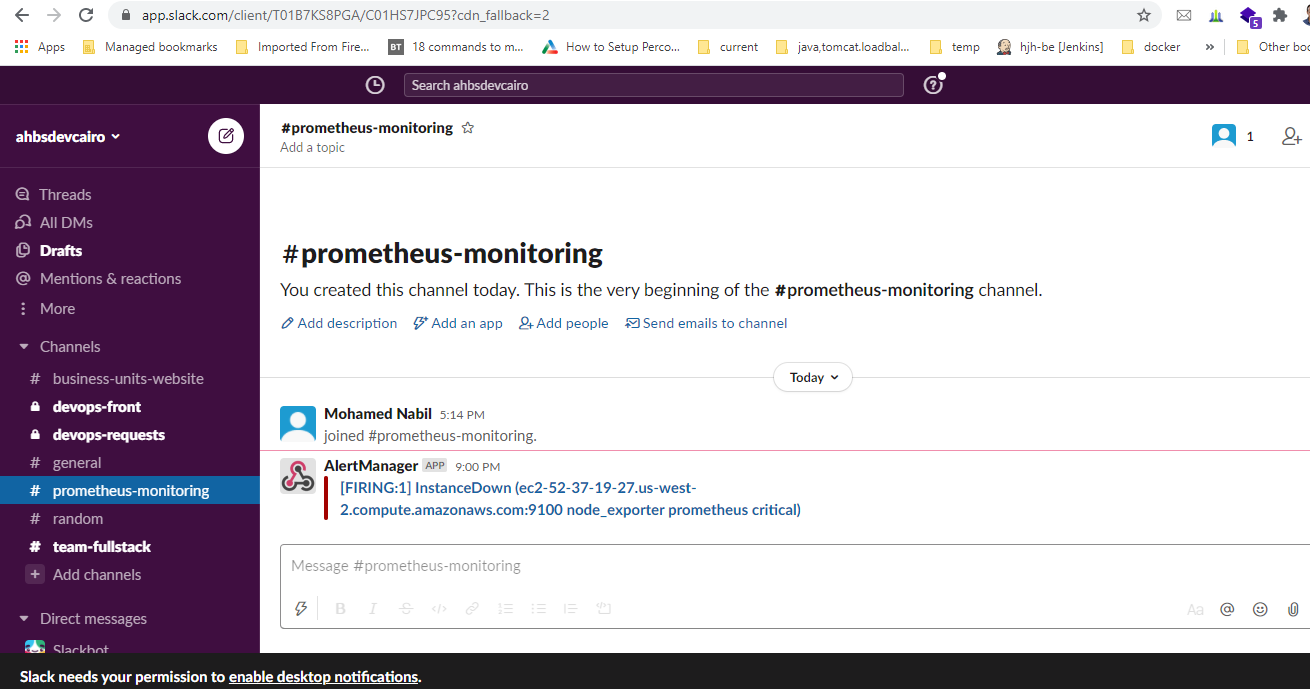 app.slack.com/client/T01B7KS8PGA/C01HS7JPC95?cdn_fallback=2
5
Apps Managed bookmarks Imported From Fire... BT 18 commands to m... How to Setup Perco... current java,tomcat.loadbal... temp hjh-be [Jenkins] docker » Other boo
Search ahbsdevcairo
ahbsdevcairo
Threads
All DMs
Drafts
Mentions & reactions
More
Channels
# business-units-website
devops-front
devops-requests
# general
# prometheus-monitoring
# random
# team-fullstack
+ Add channels
Direct messages
Slackbot
#prometheus-monitoring
Add a topic
1
#prometheus-monitoring
You created this channel today. This is the very beginning of the #prometheus-monitoring channel.
Add description Add an app Add people Send emails to channel
Today
Mohamed Nabil 5:14 PM
joined #prometheus-monitoring.
AlertManager APP 9:00 PM
[FIRING:1] InstanceDown (ec2-52-37-19-27.us-west-
2.compute.amazonaws.com:9100 node_exporter prometheus critical)
Message #prometheus-monitoring
B I S </> Aa @
Slack needs your permission to enable desktop notifications.